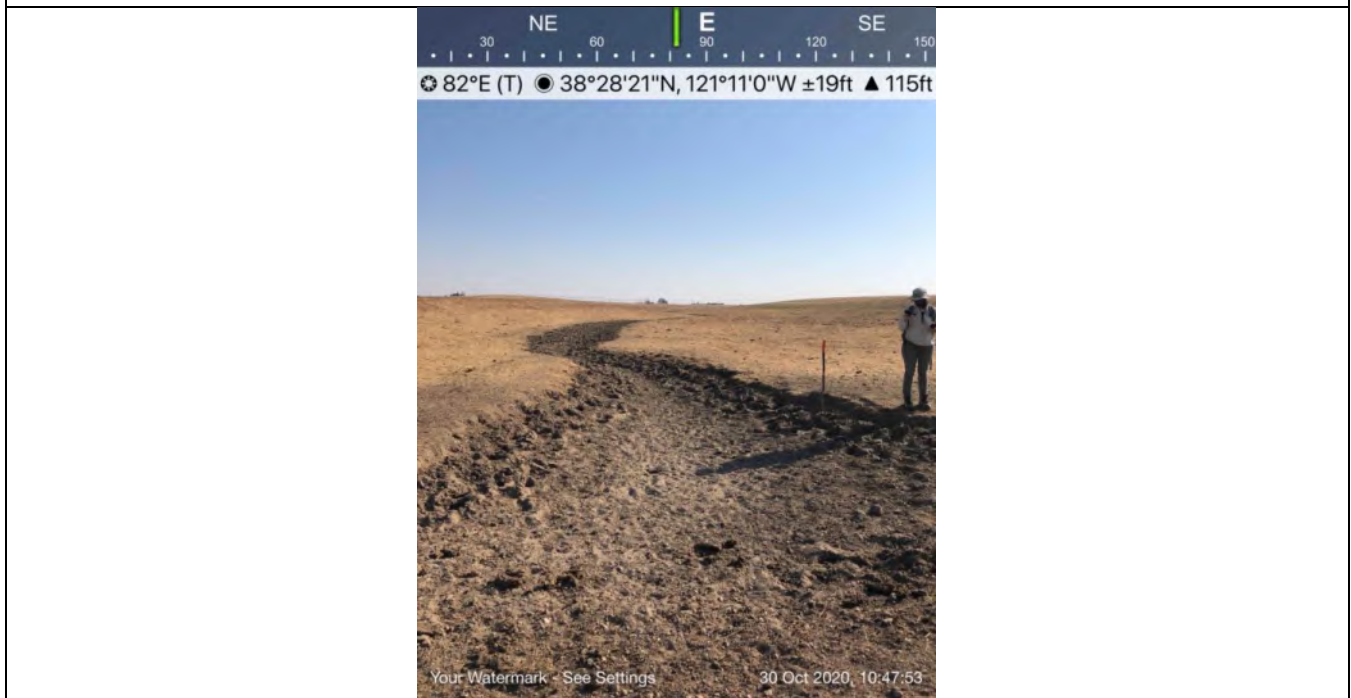 NE E SE
30 60 90 120 150
82°E (T) 38°28'21"N, 121°11'0"W ±19ft ▲ 115ft
Your Watermark - See Settings 30 Oct 2020, 10:47:53